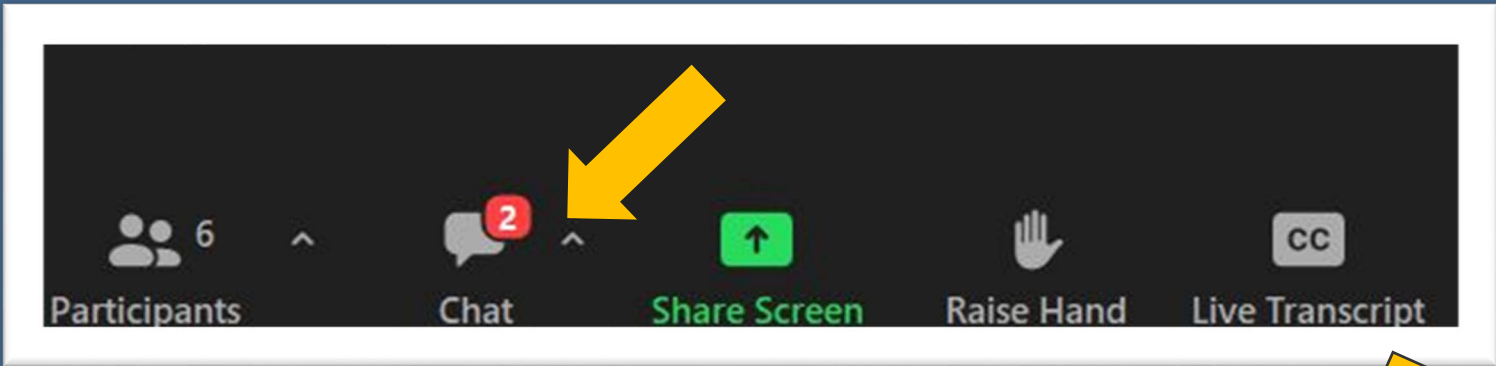 6
2
CC
Participants
Chat
Share Screen
Raise Hand
Live Transcript